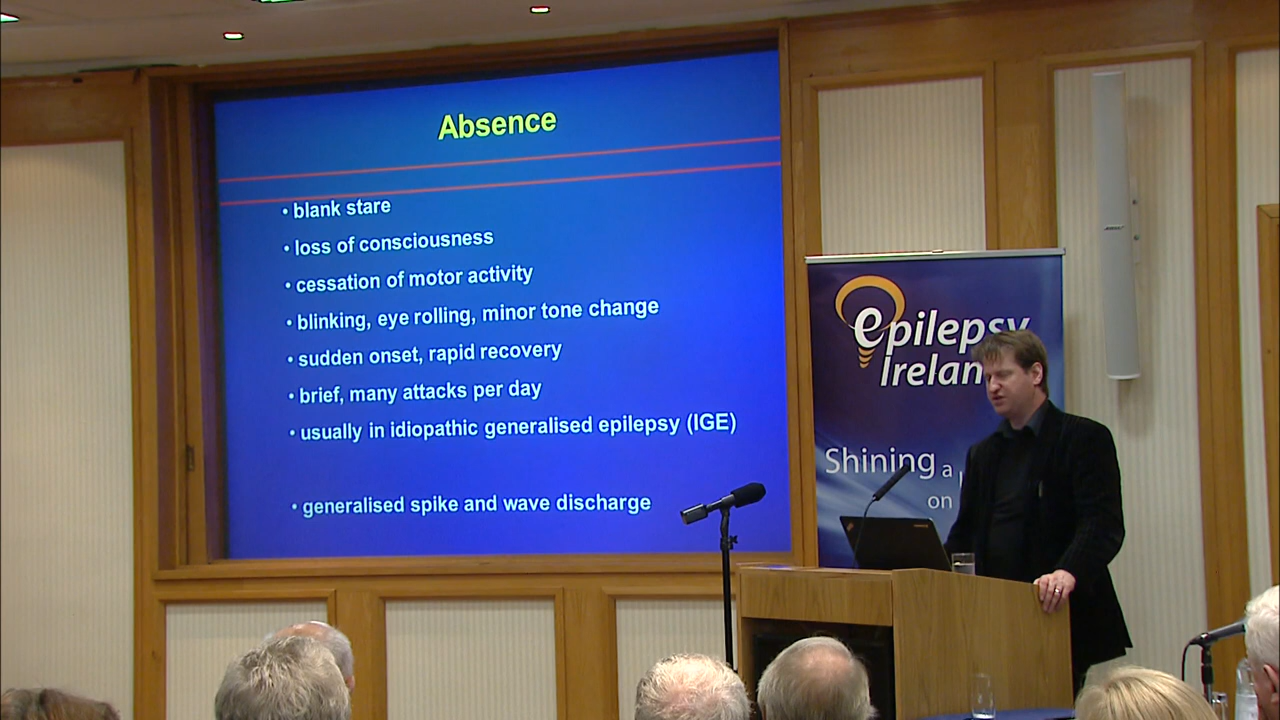 Absence
• blank stare
• loss of consciousness
• cessation of motor activity
• blinking, eye rolling, minor tone change
• sudden onset, rapid recovery
• brief, many attacks per day
• usually in idiopathic generalised epilepsy (IGE)
• generalised spike and wave discharge
epilepsy
Irelan
Shining a
on